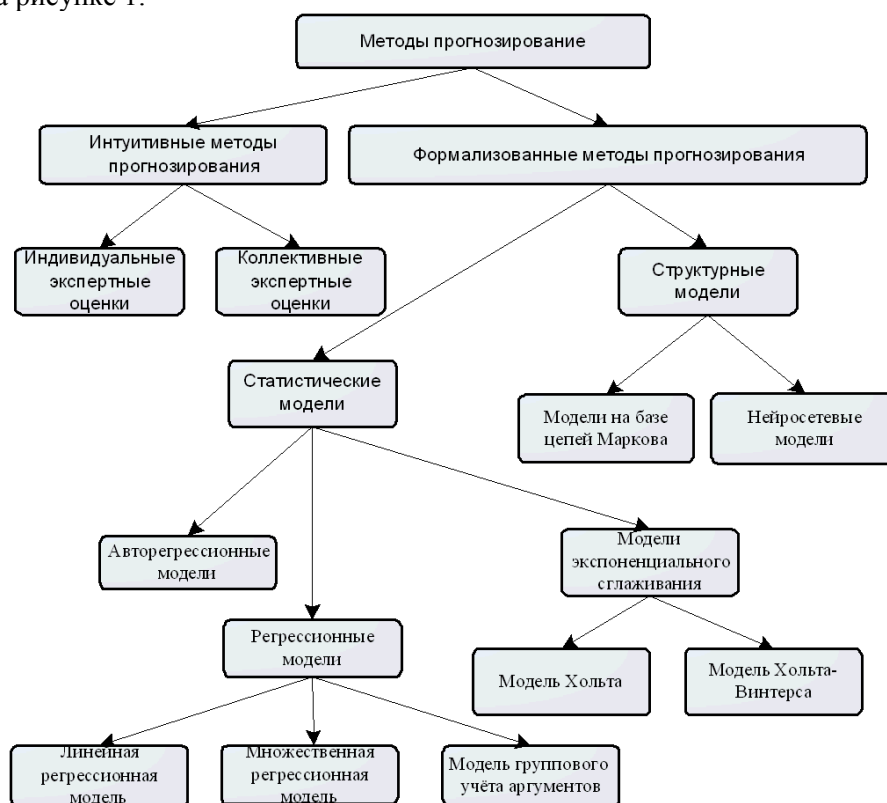 а рисунке 1.
Методы прогнозирование
Интуитивные методы
прогнозирования
Формализованные методы прогнозирования
Индивидуальные
экспертные
оценки
Коллективные
экспертные
оценки
Структурные
модели
Статистические
модели
Модели на базе
цепей Маркова
Нейросетевые
модели
Авторегрессионные
модели
Модели
экспоненциального
сглаживания
Регрессионные
модели
Модель Хольта
Модель Хольта-
Винтерса
Линейная
регрессионная
модель
Множественная
регрессионная
модель
Модель группового
учёта аргументов